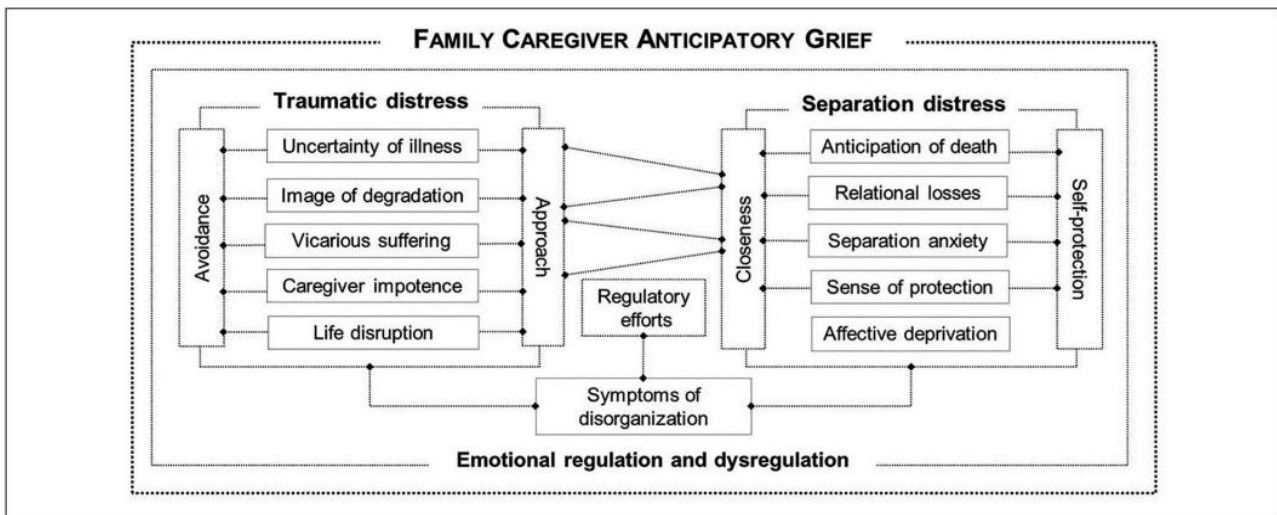 FAMILY CAREGIVER ANTICIPATORY GRIEF
Traumatic distress
Avoidance
Uncertainty of illness
Image of degradation
Vicarious suffering
Caregiver impotence
Life disruption
Approach
Separation distress
Closeness
Anticipation of death
Relational losses
Separation anxiety
Sense of protection
Affective deprivation
Self-protection
Regulatory
efforts
Symptoms of
disorganization
Emotional regulation and dysregulation